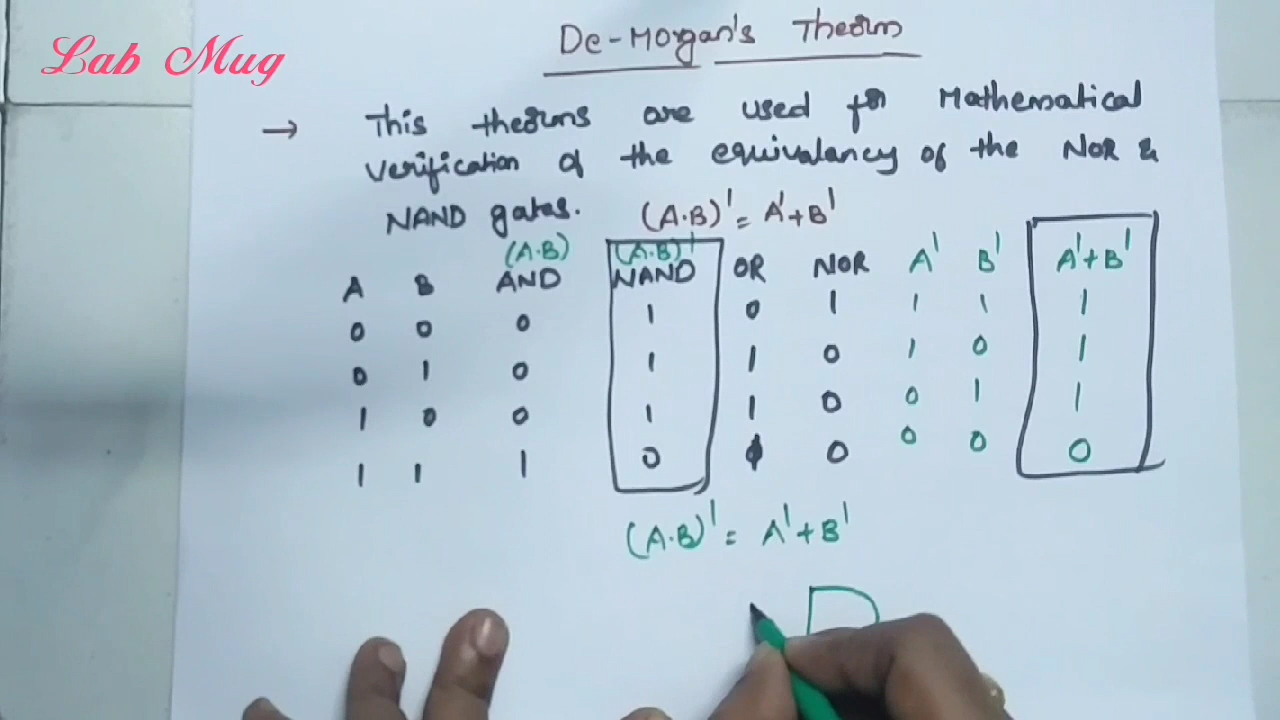 Lab Mug
De-Morgan's Theorm
→ This theorms are used for Mathematical
verification of the equivalancy of the NOR &
NAND gates. (A·B)' = A'+B'
(A·B) (A·B)'
A B AND NAND OR NOR A' B' A'+B'
0 0 0 1 0 1 1 1 1
0 1 0 1 1 0 1 0 1
1 0 0 1 1 0 0 1 1
1 1 1 0 1 0 0 0 0
(A·B)' = A'+B'